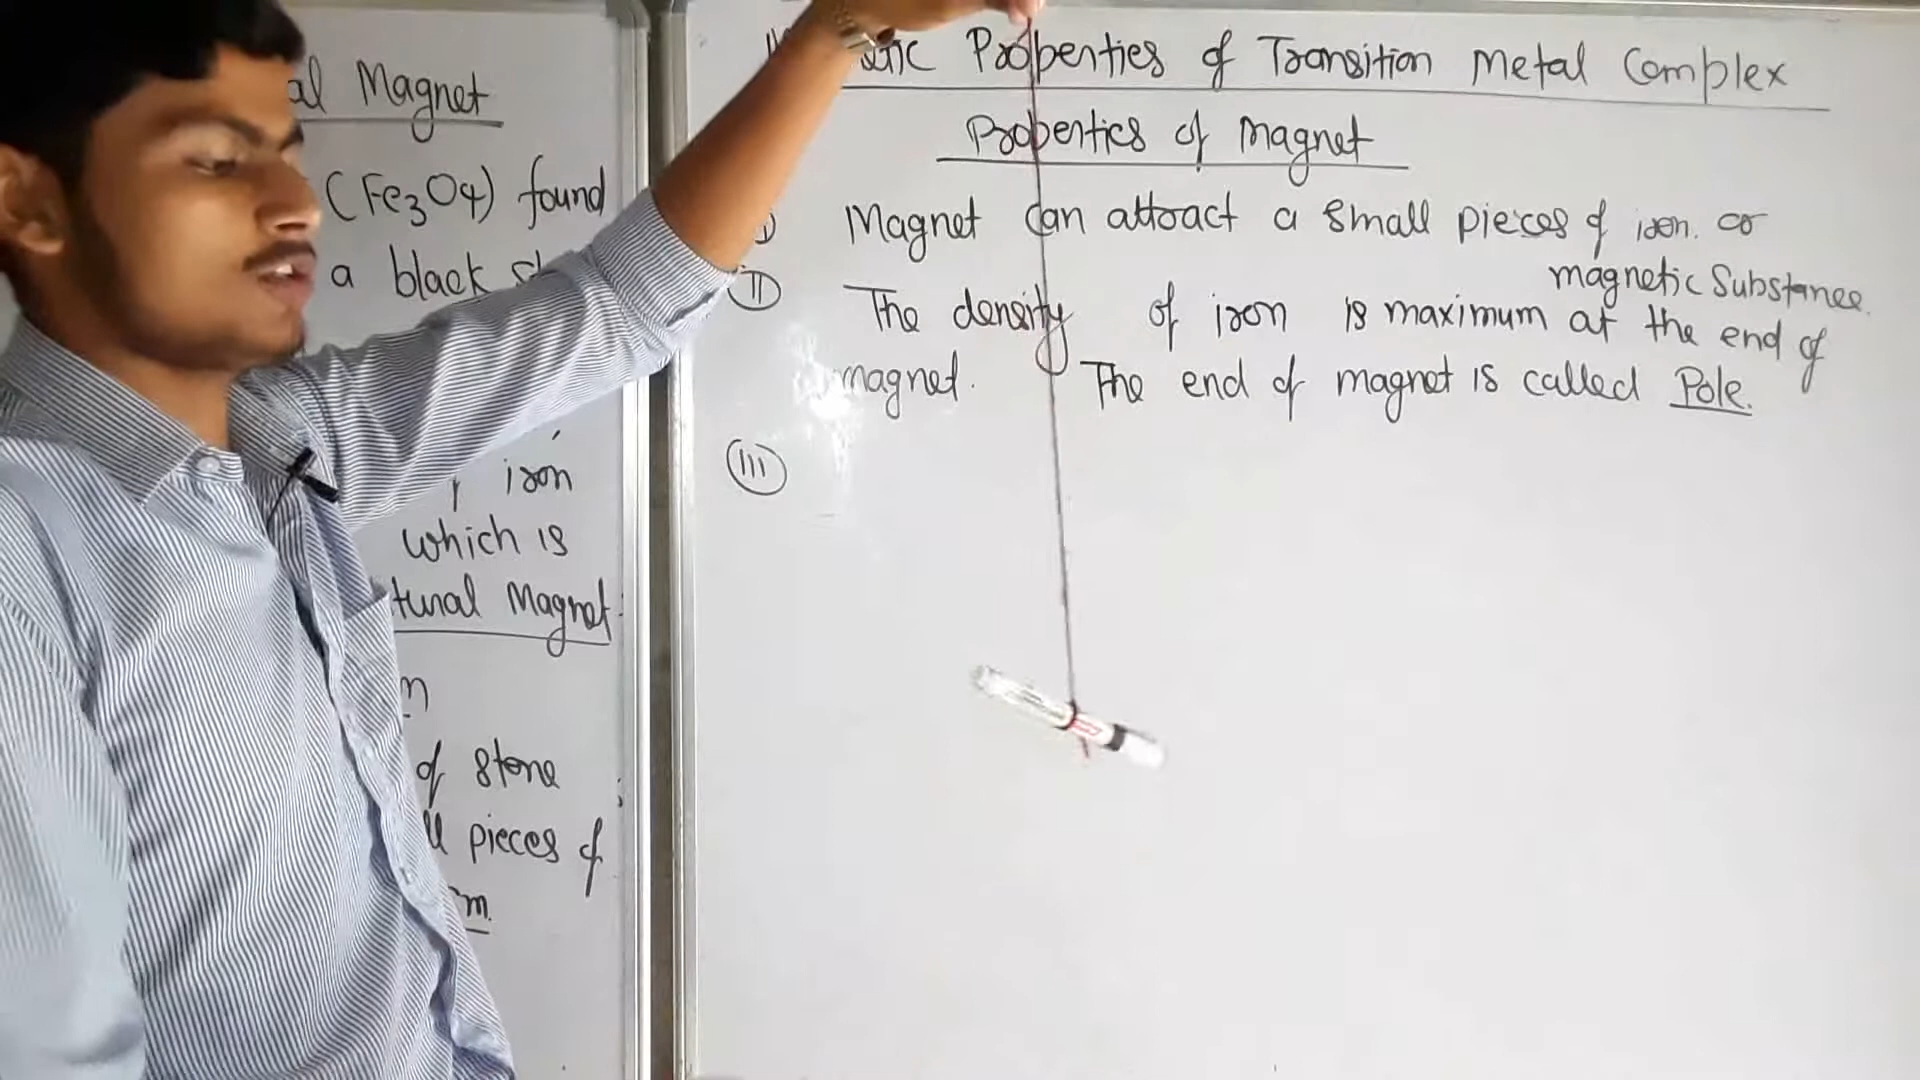 al Magnet
(Fe3O4) found
a black
iron
which is
tural Magnet
m
of stone
ll pieces of
m.
etic Properties of Transition Metal Complex
Properties of Magnet
I Magnet can attract a small pieces of iron. or
magnetic Substance.
II The density of iron is maximum at the end of
magnet. The end of magnet is called Pole.
III